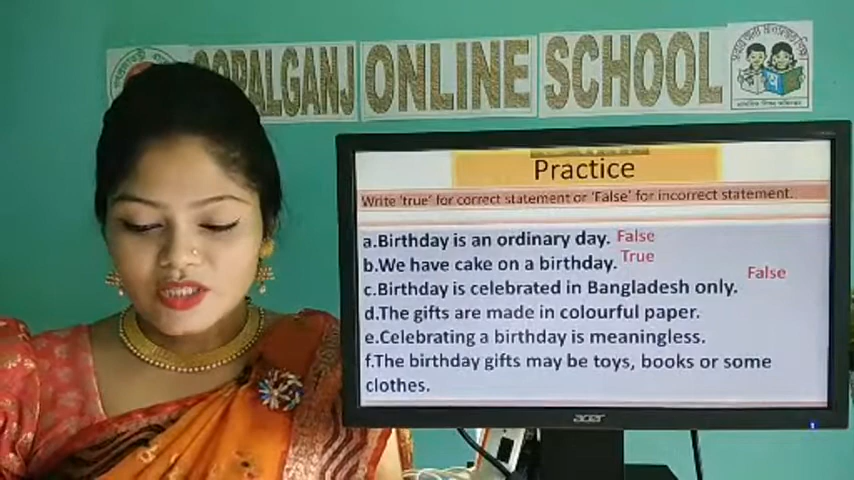 GOPALGANJ ONLINE SCHOOL
Practice
Write 'true' for correct statement or 'False' for incorrect statement.
a.Birthday is an ordinary day. False
b.We have cake on a birthday. True
c.Birthday is celebrated in Bangladesh only. False
d.The gifts are made in colourful paper.
e.Celebrating a birthday is meaningless.
f.The birthday gifts may be toys, books or some
clothes.
acer